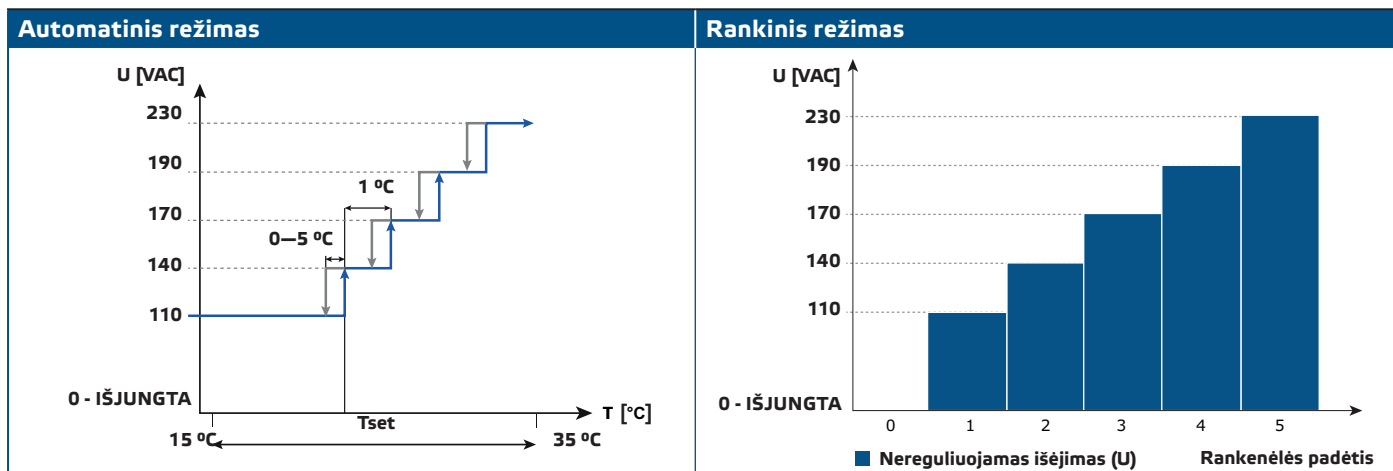 Automatinis režimas
U [VAC]
230
190
1 ºC
170
0—5 ºC
140
110
0 - IŠJUNGTA
T [°C]
Tset
15 ºC
35 ºC
Rankinis režimas
U [VAC]
230
190
170
140
110
0 - IŠJUNGTA
0 1 2 3 4 5
Nereguliuojamas išėjimas (U) Rankenėlės padėtis